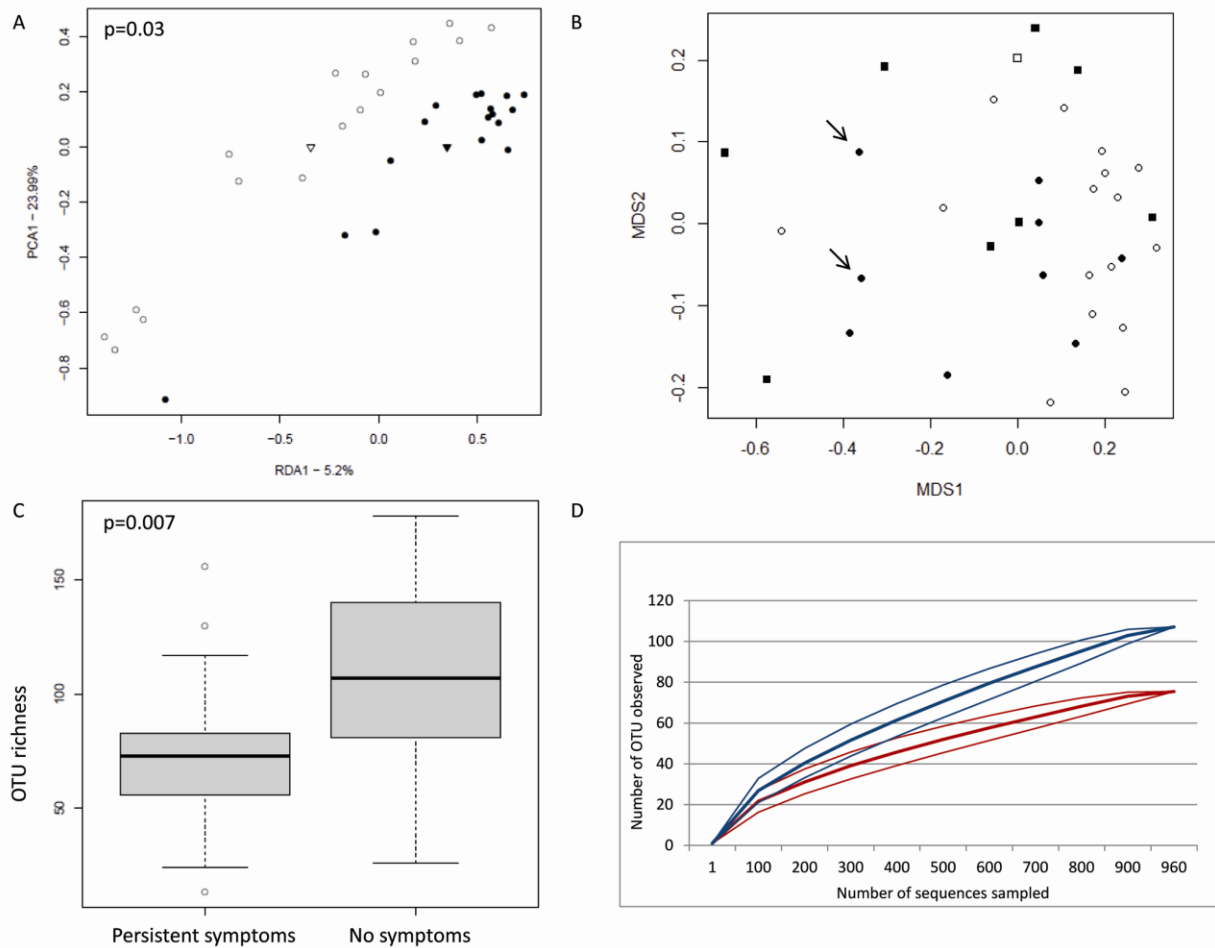 A
p=0.03
0.4
0.2
0.0
−0.2
−0.4
−0.6
−0.8
PCA1 − 23.99%
−1.0
−0.5
0.0
0.5
RDA1 − 5.2%
B
0.2
0.1
0.0
-0.1
-0.2
MDS2
-0.6
-0.4
-0.2
0.0
0.2
MDS1
C
p=0.007
150
100
50
OTU richness
Persistent symptoms
No symptoms
D
120
100
80
60
40
20
0
Number of OTU observed
1 100 200 300 400 500 600 700 800 900 960
Number of sequences sampled